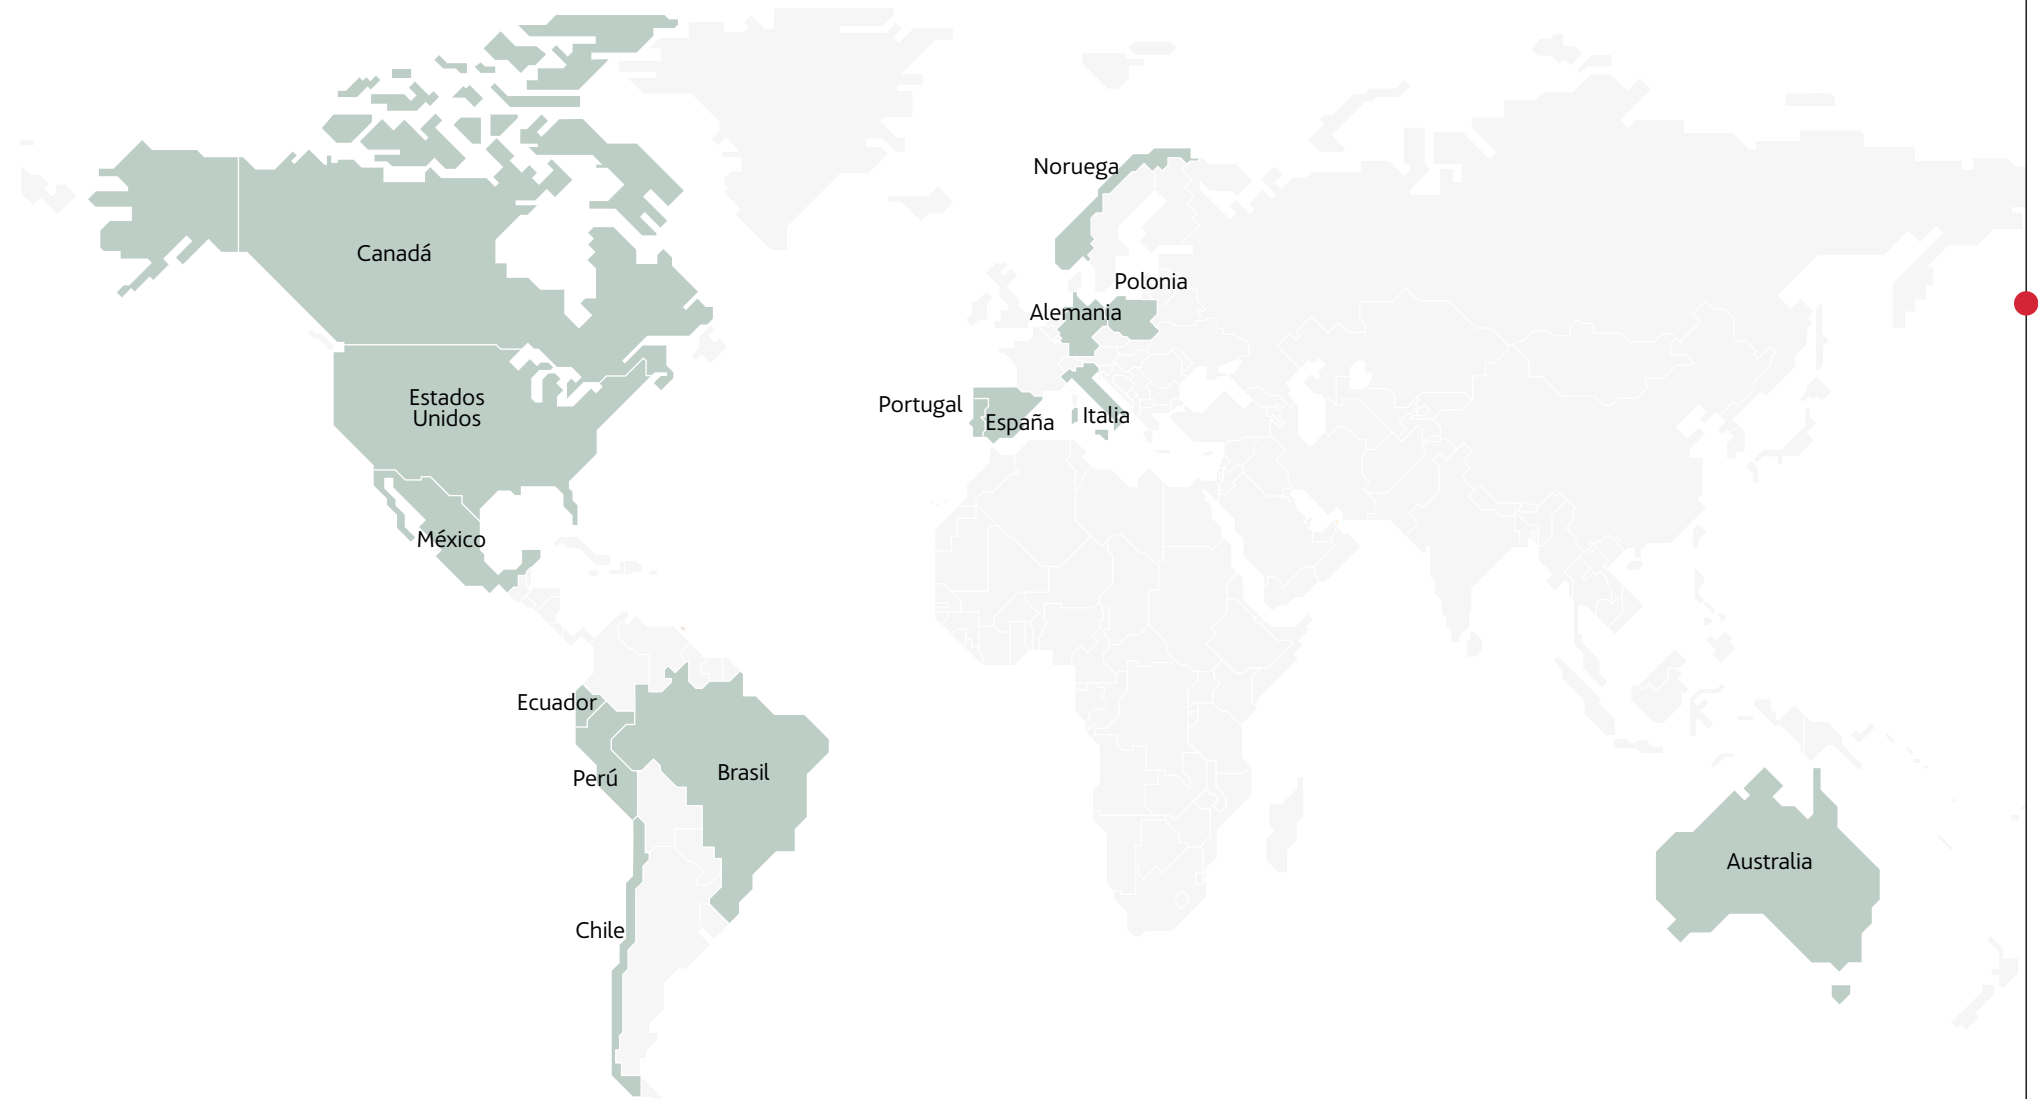 Noruega
Canadá
Polonia
Alemania
Estados
Unidos
Portugal
España
Italia
México
Ecuador
Perú
Brasil
Australia
Chile